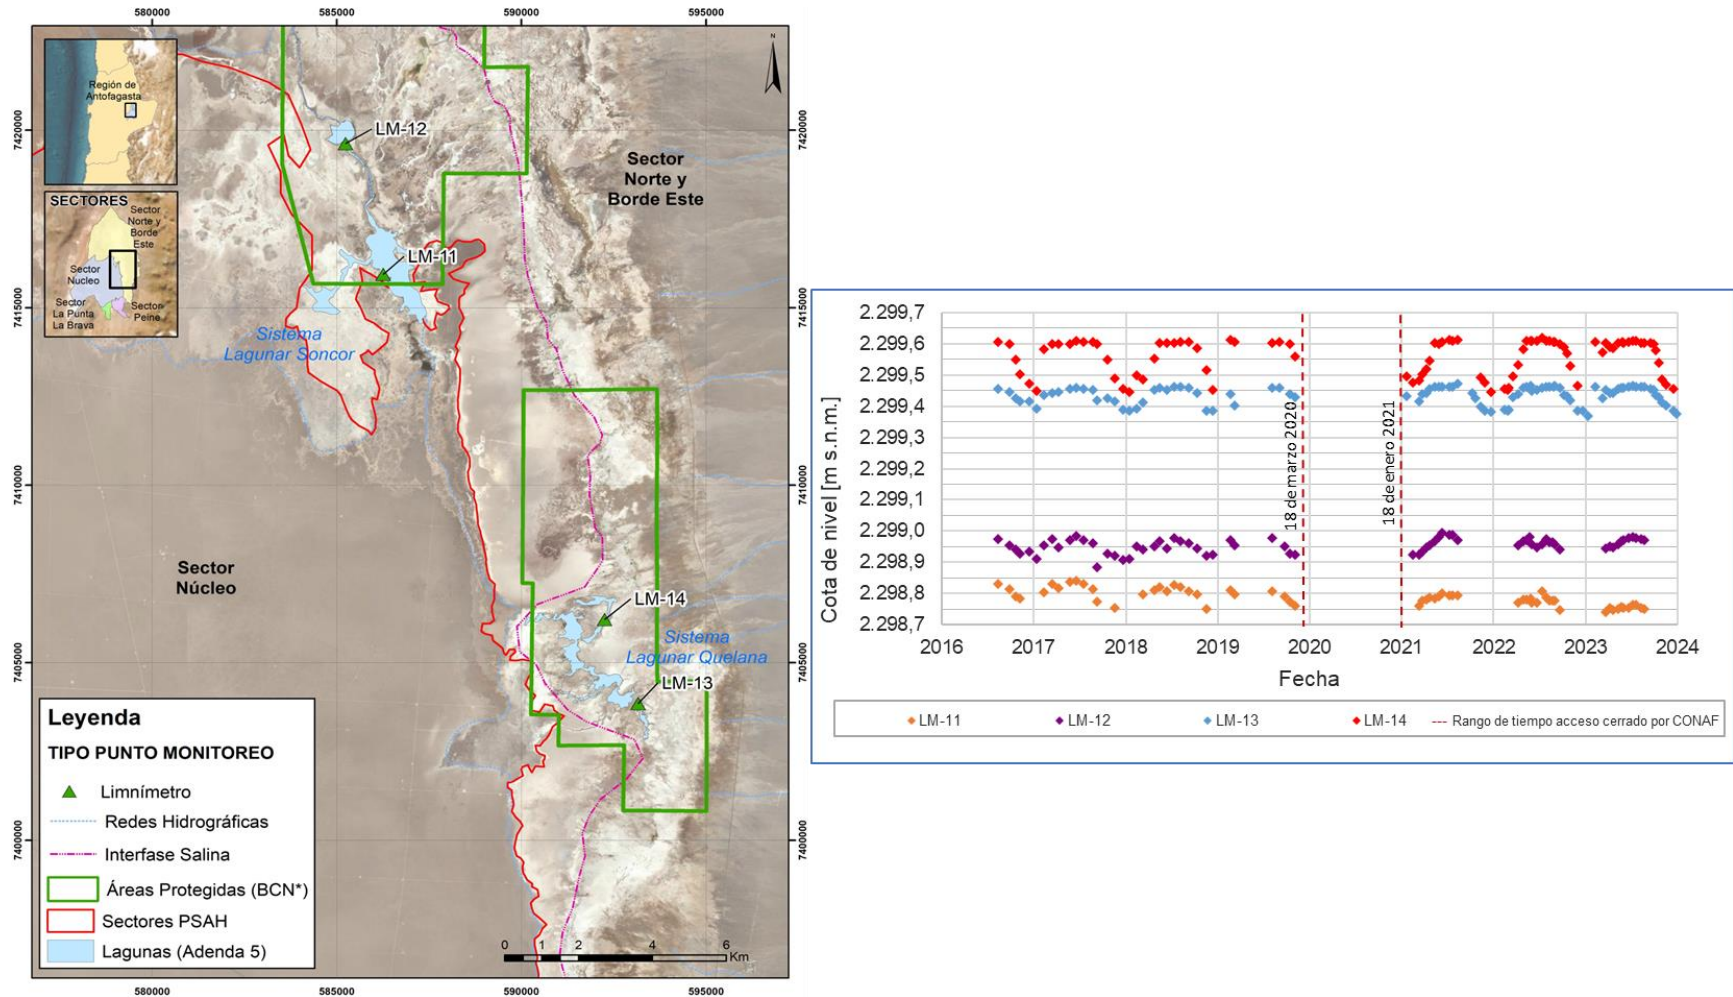 580000
585000
590000
595000
N
Región de
Antofagasta
SECTORES
Sector
Norte y
Borde
Este
Sector
Nucleo
Sector
La Punta
La Brava
Sector
Peine
7420000
7415000
7410000
7405000
7400000
7420000
7415000
7410000
7405000
7400000
LM-12
Sector
Norte y
Borde Este
LM-11
Sistema
Lagunar Soncor
Sector
Núcleo
LM-14
Sistema
Lagunar Quelana
LM-13
Leyenda
TIPO PUNTO MONITOREO
Limnímetro
Redes Hidrográficas
Interfase Salina
Áreas Protegidas (BCN*)
Sectores PSAH
Lagunas (Adenda 5)
0 1 2 4 6
Km
580000
585000
590000
595000
Cota de nivel [m s.n.m.]
2.299,7
2.299,6
2.299,5
2.299,4
2.299,3
2.299,2
2.299,1
2.299,0
2.298,9
2.298,8
2.298,7
18 de marzo 2020
18 de enero 2021
2016 2017 2018 2019 2020 2021 2022 2023 2024
Fecha
LM-11 LM-12 LM-13 LM-14 Rango de tiempo acceso cerrado por CONAF